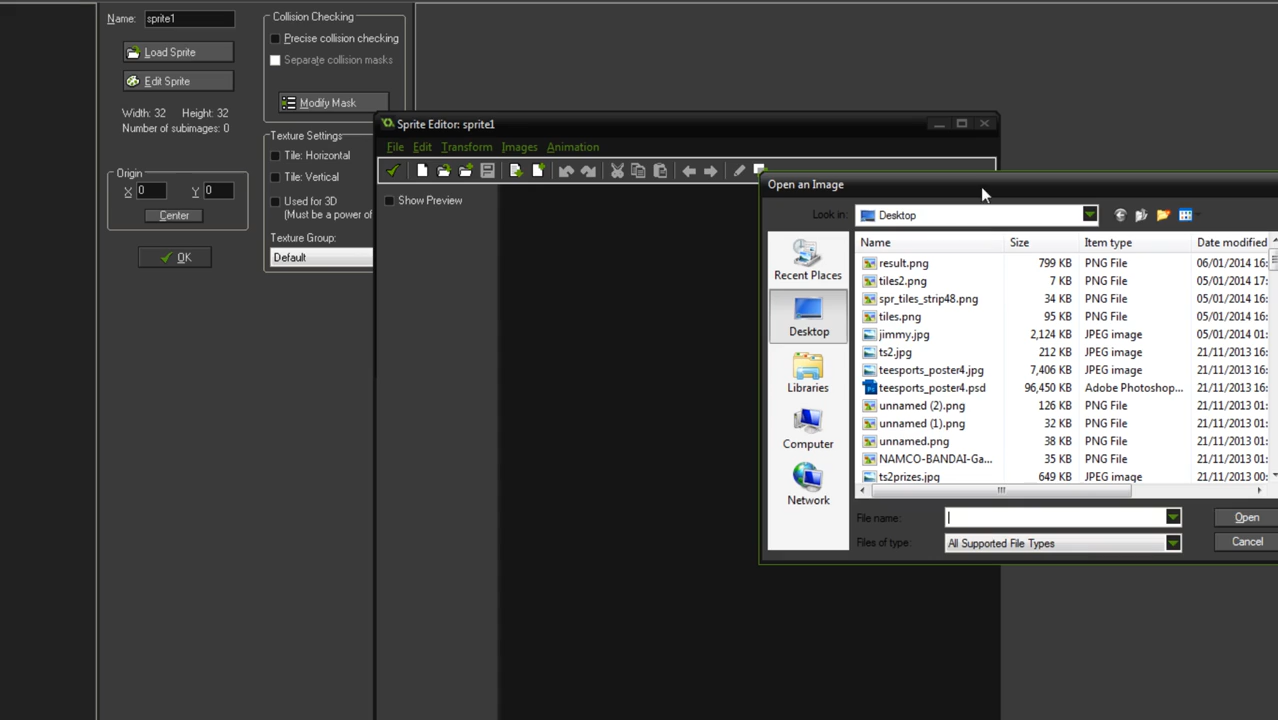 Name: sprite1
Load Sprite
Edit Sprite
Width: 32 Height: 32
Number of subimages: 0
Origin
X 0 Y 0
Center
OK
Collision Checking
Precise collision checking
Separate collision masks
Modify Mask
Texture Settings
Tile: Horizontal
Tile: Vertical
Used for 3D
(Must be a power of
Texture Group:
Default
Sprite Editor: sprite1
File Edit Transform Images Animation
Show Preview
Open an Image
Look in: Desktop
Recent Places
Desktop
Libraries
Computer
Network
Name Size Item type Date modified
result.png 799 KB PNG File 06/01/2014 16:
tiles2.png 7 KB PNG File 05/01/2014 17:
spr_tiles_strip48.png 34 KB PNG File 05/01/2014 16:
tiles.png 95 KB PNG File 05/01/2014 16:
jimmy.jpg 2,124 KB JPEG image 05/01/2014 01:
ts2.jpg 212 KB JPEG image 21/11/2013 16:
teesports_poster4.jpg 7,406 KB JPEG image 21/11/2013 16:
teesports_poster4.psd 96,450 KB Adobe Photoshop... 21/11/2013 16:
unnamed (2).png 126 KB PNG File 21/11/2013 01:
unnamed (1).png 32 KB PNG File 21/11/2013 01:
unnamed.png 38 KB PNG File 21/11/2013 01:
NAMCO-BANDAI-Ga... 35 KB PNG File 21/11/2013 01:
ts2prizes.jpg 649 KB JPEG image 21/11/2013 00:
File name: Open
Files of type: All Supported File Types Cancel